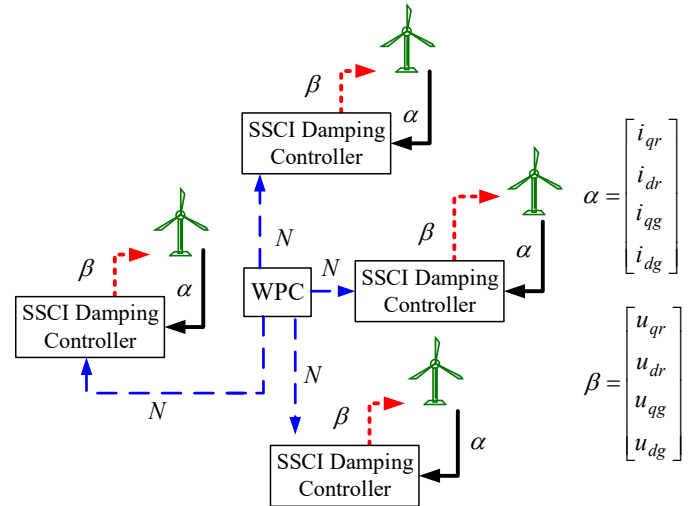 β
α
SSCI Damping
Controller
N
β
α
SSCI Damping
Controller
N
β
α
SSCI Damping
Controller
WPC
N
N
β
α
SSCI Damping
Controller
α = [i_qr
i_dr
i_qg
i_dg]
β = [u_qr
u_dr
u_qg
u_dg]